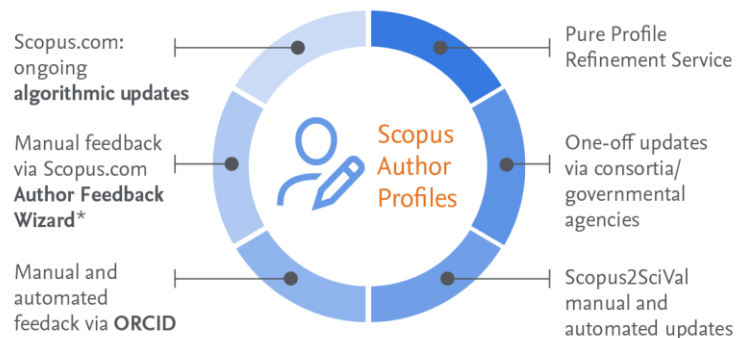 Scopus.com:
ongoing
algorithmic updates
Manual feedback
via Scopus.com
Author Feedback
Wizard*
Manual and
automated
feedack via ORCID
Scopus
Author
Profiles
Pure Profile
Refinement Service
One-off updates
via consortia/
governmental
agencies
Scopus2SciVal
manual and
automated updates